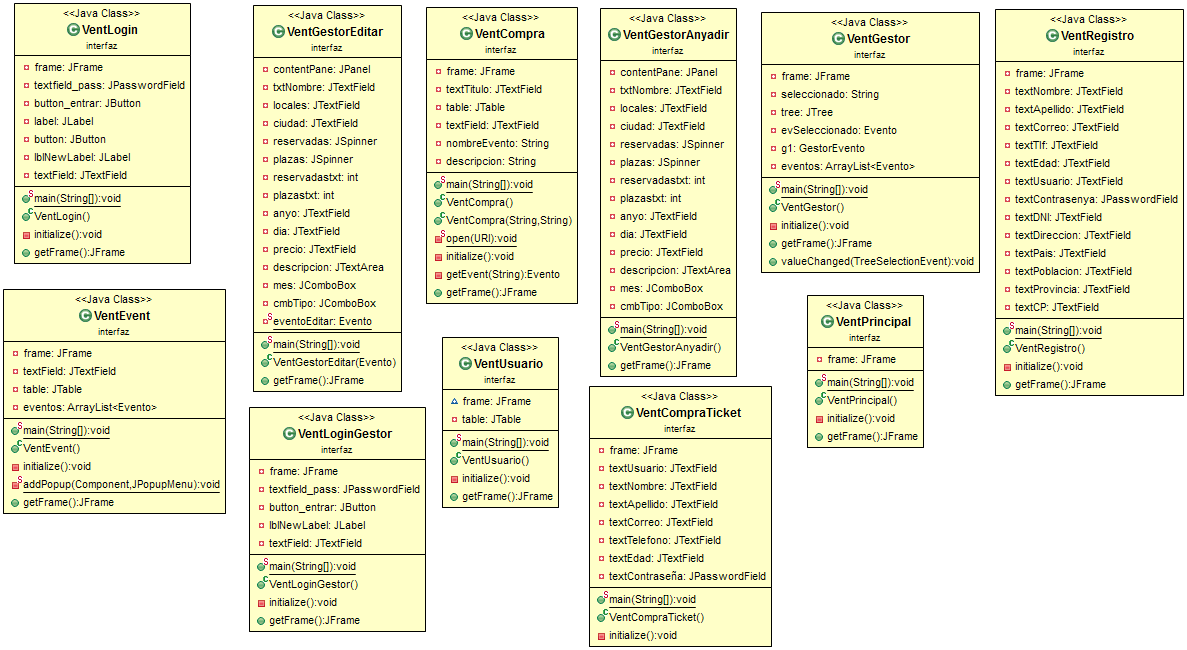 <<Java Class>>
VentLogin
interfaz
frame: JFrame
textfield_pass: JPasswordField
button_entrar: JButton
label: JLabel
button: JButton
lblNewLabel: JLabel
textField: JTextField
main(String[]):void
VentLogin()
initialize():void
getFrame():JFrame
<<Java Class>>
VentGestorEditar
interfaz
contentPane: JPanel
txtNombre: JTextField
locales: JTextField
ciudad: JTextField
reservadas: JSpinner
plazas: JSpinner
reservadastxt: int
plazastxt: int
anyo: JTextField
dia: JTextField
precio: JTextField
descripcion: JTextArea
mes: JComboBox
cmbTipo: JComboBox
eventoEditar: Evento
main(String[]):void
VentGestorEditar(Evento)
getFrame():JFrame
<<Java Class>>
VentCompra
interfaz
frame: JFrame
textTitulo: JTextField
table: JTable
textField: JTextField
nombreEvento: String
descripcion: String
main(String[]):void
VentCompra()
VentCompra(String,String)
open(URI):void
initialize():void
getEvent(String):Evento
getFrame():JFrame
<<Java Class>>
VentGestorAnyadir
interfaz
contentPane: JPanel
txtNombre: JTextField
locales: JTextField
ciudad: JTextField
reservadas: JSpinner
plazas: JSpinner
reservadastxt: int
plazastxt: int
anyo: JTextField
dia: JTextField
precio: JTextField
descripcion: JTextArea
mes: JComboBox
cmbTipo: JComboBox
main(String[]):void
VentGestorAnyadir()
getFrame():JFrame
<<Java Class>>
VentGestor
interfaz
frame: JFrame
seleccionado: String
tree: JTree
evSeleccionado: Evento
g1: GestorEvento
eventos: ArrayList<Evento>
main(String[]):void
VentGestor()
initialize():void
getFrame():JFrame
valueChanged(TreeSelectionEvent):void
<<Java Class>>
VentRegistro
interfaz
frame: JFrame
textNombre: JTextField
textApellido: JTextField
textCorreo: JTextField
textTlf: JTextField
textEdad: JTextField
textUsuario: JTextField
textContrasenya: JPasswordField
textDNI: JTextField
textDireccion: JTextField
textPais: JTextField
textPoblacion: JTextField
textProvincia: JTextField
textCP: JTextField
main(String[]):void
VentRegistro()
initialize():void
getFrame():JFrame
<<Java Class>>
VentEvent
interfaz
frame: JFrame
textField: JTextField
table: JTable
eventos: ArrayList<Evento>
main(String[]):void
VentEvent()
initialize():void
addPopup(Component,JPopupMenu):void
getFrame():JFrame
<<Java Class>>
VentLoginGestor
interfaz
frame: JFrame
textfield_pass: JPasswordField
button_entrar: JButton
lblNewLabel: JLabel
textField: JTextField
main(String[]):void
VentLoginGestor()
initialize():void
getFrame():JFrame
<<Java Class>>
VentUsuario
interfaz
frame: JFrame
table: JTable
main(String[]):void
VentUsuario()
initialize():void
getFrame():JFrame
<<Java Class>>
VentCompraTicket
interfaz
frame: JFrame
textUsuario: JTextField
textNombre: JTextField
textApellido: JTextField
textCorreo: JTextField
textTelefono: JTextField
textEdad: JTextField
textContraseña: JPasswordField
main(String[]):void
VentCompraTicket()
initialize():void
<<Java Class>>
VentPrincipal
interfaz
frame: JFrame
main(String[]):void
VentPrincipal()
initialize():void
getFrame():JFrame